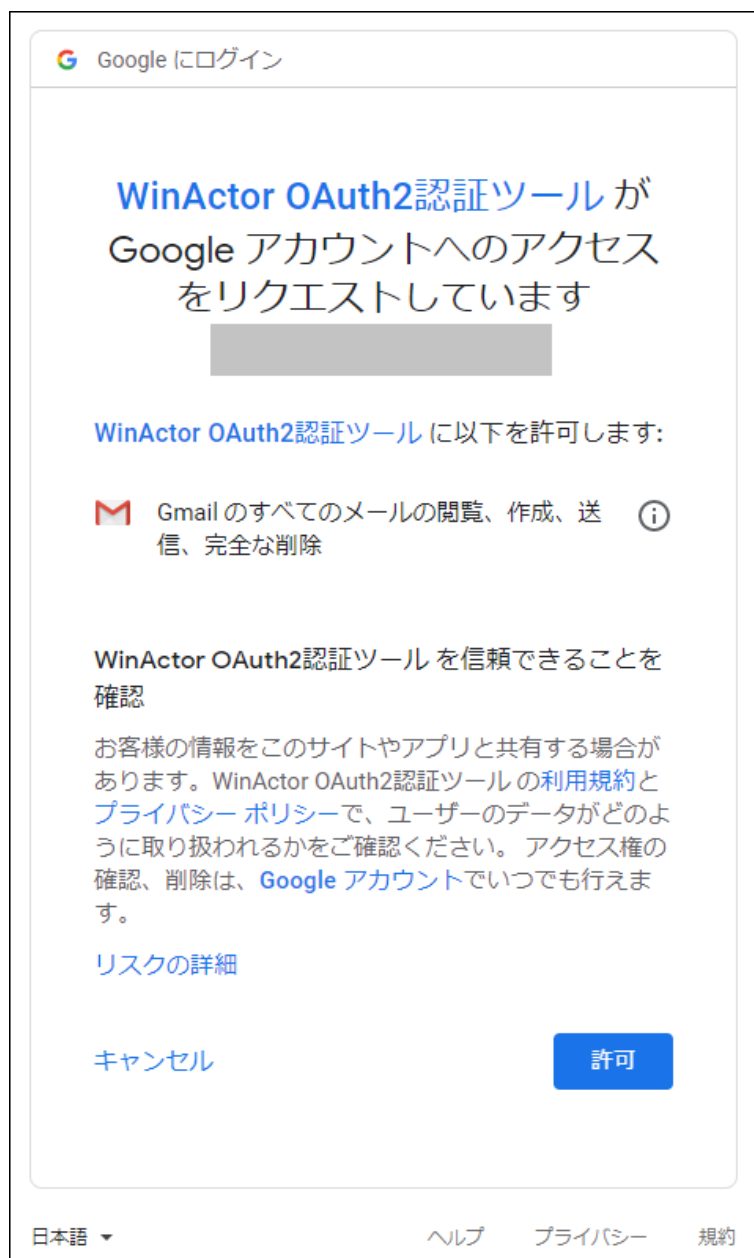 Google にログイン
WinActor OAuth2認証ツール が
Google アカウントへのアクセス
をリクエストしています
WinActor OAuth2認証ツール に以下を許可します:
Gmail のすべてのメールの閲覧、作成、送
信、完全な削除
WinActor OAuth2認証ツール を信頼できることを
確認
お客様の情報をこのサイトやアプリと共有する場合が
あります。WinActor OAuth2認証ツール の利用規約と
プライバシー ポリシーで、ユーザーのデータがどのよ
うに取り扱われるかをご確認ください。 アクセス権の
確認、削除は、Google アカウントでいつでも行えま
す。
リスクの詳細
キャンセル
許可
日本語
ヘルプ プライバシー 規約